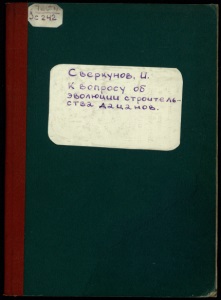 Сверкунов, И.
К вопросу об
эволюции строитель-
ства дацанов.